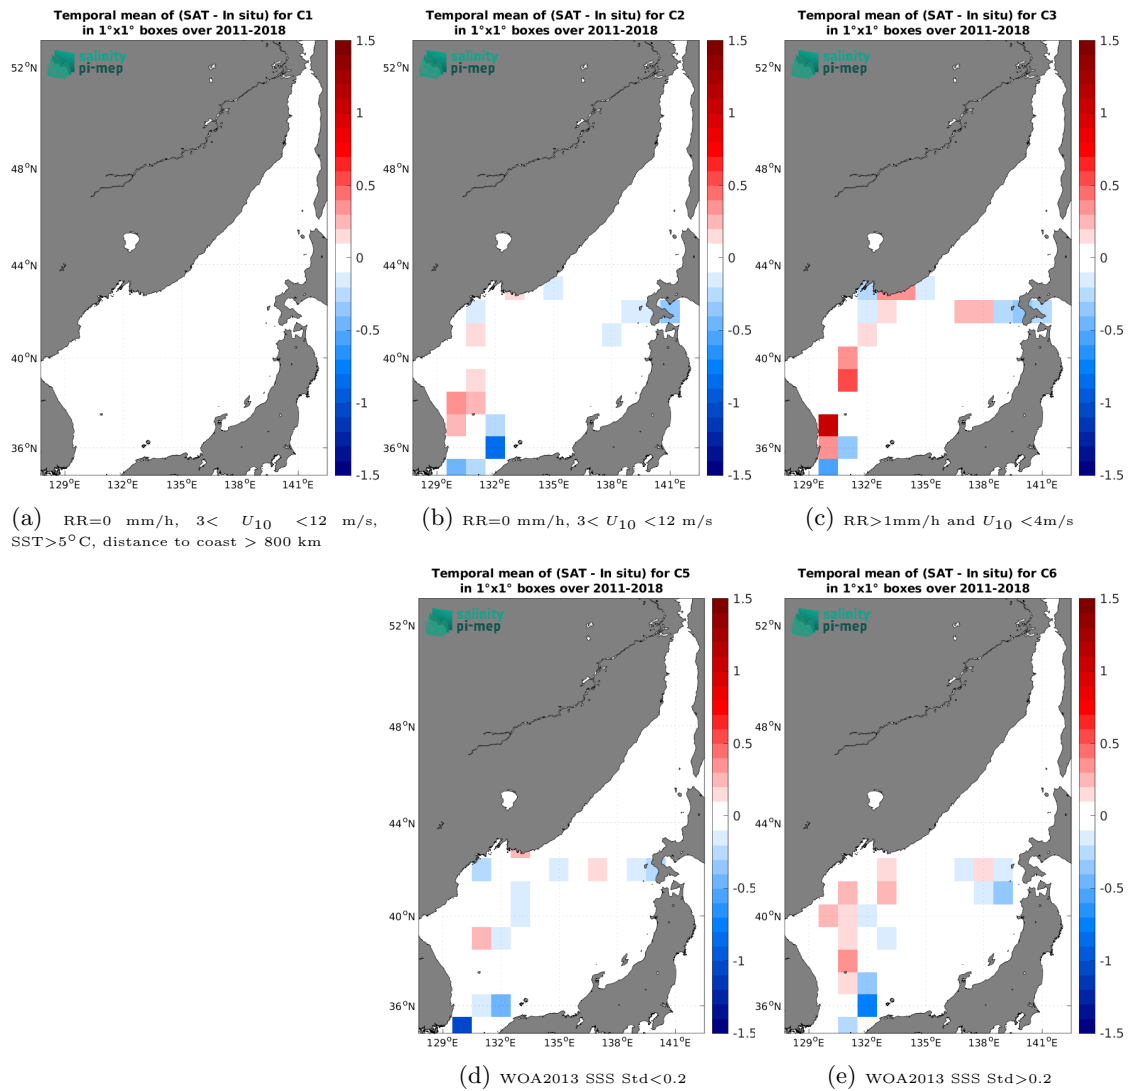 Temporal mean of (SAT - In situ) for C1
in 1°x1° boxes over 2011-2018
salinity
pi-mep
52°N
48°N
44°N
40°N
36°N
129°E 132°E 135°E 138°E 141°E
1.5
1
0.5
0
-0.5
-1
-1.5
(a) RR=0 mm/h, 3< U10 <12 m/s,
SST>5°C, distance to coast > 800 km
Temporal mean of (SAT - In situ) for C2
in 1°x1° boxes over 2011-2018
salinity
pi-mep
52°N
48°N
44°N
40°N
36°N
129°E 132°E 135°E 138°E 141°E
1.5
1
0.5
0
-0.5
-1
-1.5
(b) RR=0 mm/h, 3< U10 <12 m/s
Temporal mean of (SAT - In situ) for C3
in 1°x1° boxes over 2011-2018
salinity
pi-mep
52°N
48°N
44°N
40°N
36°N
129°E 132°E 135°E 138°E 141°E
1.5
1
0.5
0
-0.5
-1
-1.5
(c) RR>1mm/h and U10 <4m/s
Temporal mean of (SAT - In situ) for C5
in 1°x1° boxes over 2011-2018
salinity
pi-mep
52°N
48°N
44°N
40°N
36°N
129°E 132°E 135°E 138°E 141°E
1.5
1
0.5
0
-0.5
-1
-1.5
(d) WOA2013 SSS Std<0.2
Temporal mean of (SAT - In situ) for C6
in 1°x1° boxes over 2011-2018
salinity
pi-mep
52°N
48°N
44°N
40°N
36°N
129°E 132°E 135°E 138°E 141°E
1.5
1
0.5
0
-0.5
-1
-1.5
(e) WOA2013 SSS Std>0.2